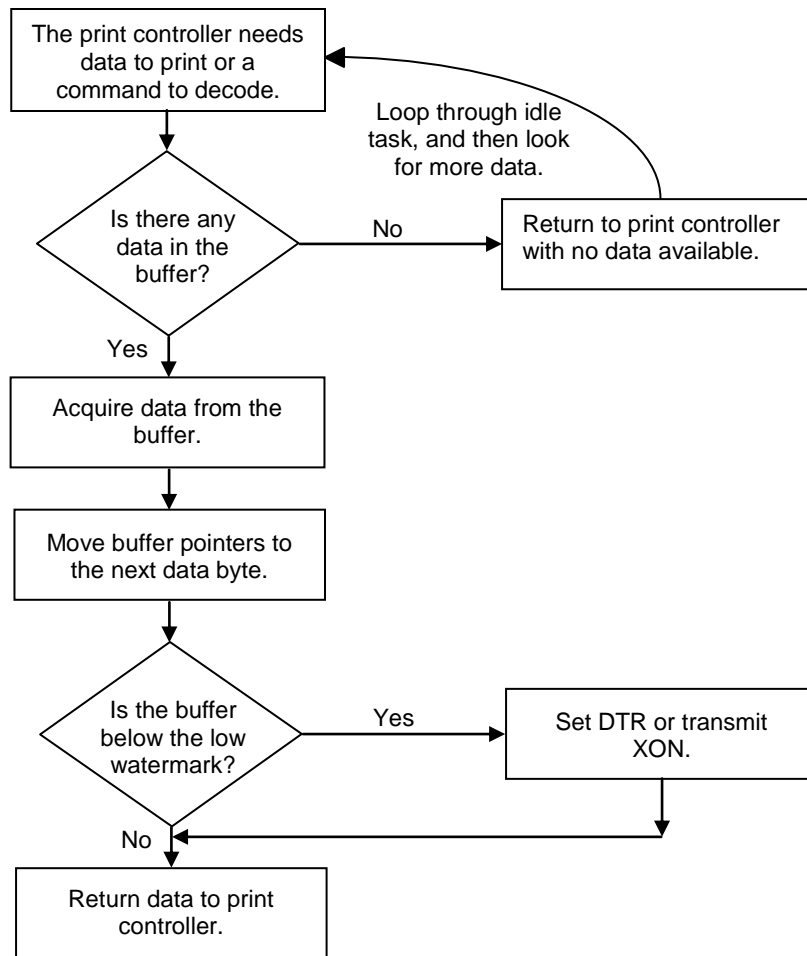 The print controller needs
data to print or a
command to decode.
Loop through idle
task, and then look
for more data.
Is there any
data in the
buffer?
No
Return to print controller
with no data available.
Yes
Acquire data from the
buffer.
Move buffer pointers to
the next data byte.
Is the buffer
below the low
watermark?
Yes
Set DTR or transmit
XON.
No
Return data to print
controller.